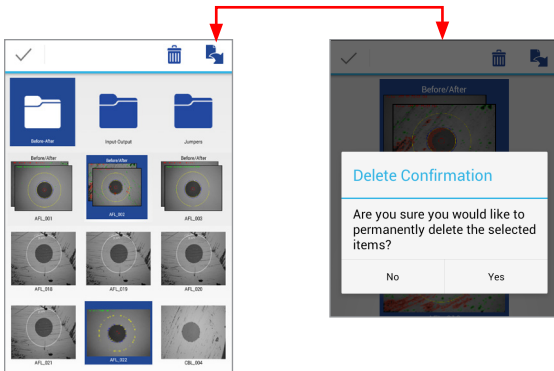 Before-After
Input-Output
Jumpers
Before/After
Before/After
Before/After
AFL_001
AFL_002
AFL_003
AFL_018
AFL_019
AFL_020
AFL_021
AFL_022
CBL_004
Before/After
Delete Confirmation
Are you sure you would like to
permanently delete the selected
items?
No
Yes